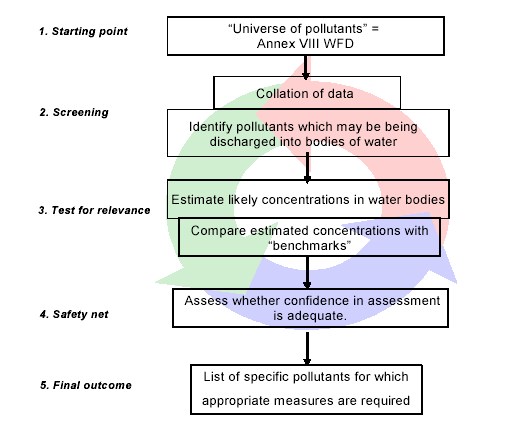 1. Starting point
“Universe of pollutants” =
Annex VIII WFD
Collation of data
2. Screening
Identify pollutants which may be being
discharged into bodies of water
3. Test for relevance
Estimate likely concentrations in water bodies
Compare estimated concentrations with
“benchmarks”
4. Safety net
Assess whether confidence in assessment
is adequate.
5. Final outcome
List of specific pollutants for which
appropriate measures are required